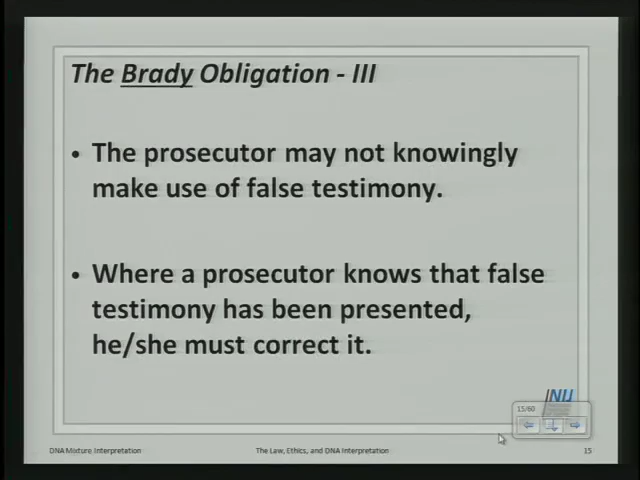 The Brady Obligation - III
• The prosecutor may not knowingly
make use of false testimony.
• Where a prosecutor knows that false
testimony has been presented,
he/she must correct it.
NIJ
15/60
DNA Mixture Interpretation
The Law, Ethics, and DNA Interpretation
15